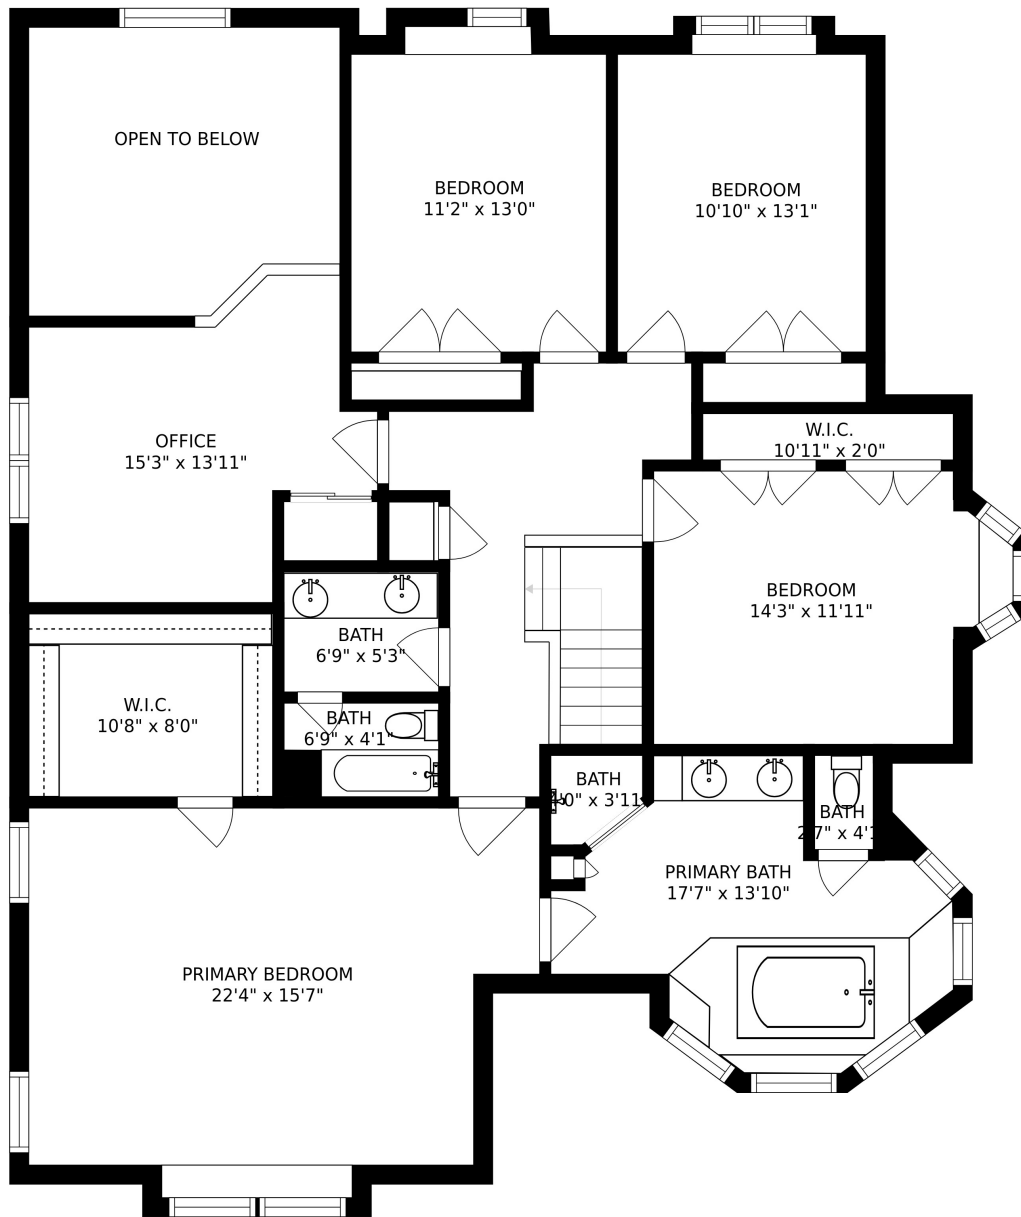 OPEN TO BELOW
BEDROOM
11'2" x 13'0"
BEDROOM
10'10" x 13'1"
OFFICE
15'3" x 13'11"
W.I.C.
10'11" x 2'0"
BEDROOM
14'3" x 11'11"
BATH
6'9" x 5'3"
W.I.C.
10'8" x 8'0"
BATH
6'9" x 4'1"
BATH
x 3'11
BATH
PRIMARY BATH
17'7" x 13'10"
PRIMARY BEDROOM
22'4" x 15'7"